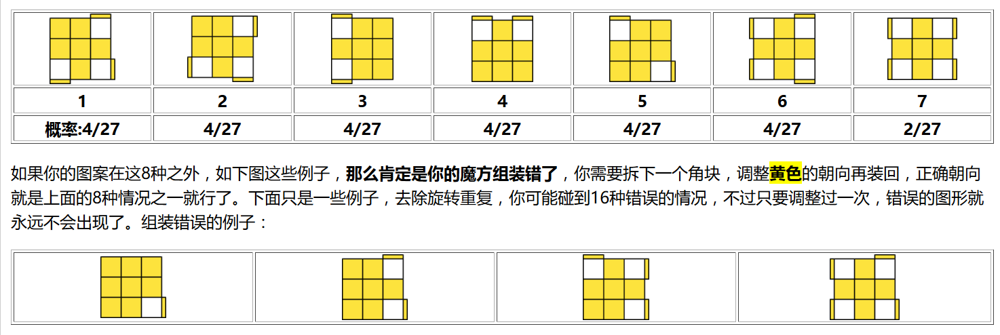 1 2 3 4 5 6 7
概率:4/27 4/27 4/27 4/27 4/27 4/27 2/27
如果你的图案在这8种之外，如下图这些例子，那么肯定是你的魔方组装错了，你需要拆下一个角块，调整黄色的朝向再装回，正确朝向
就是上面的8种情况之一就行了。下面只是一些例子，去除旋转重复，你可能碰到16种错误的情况，不过只要调整过一次，错误的图形就
永远不会出现了。组装错误的例子：